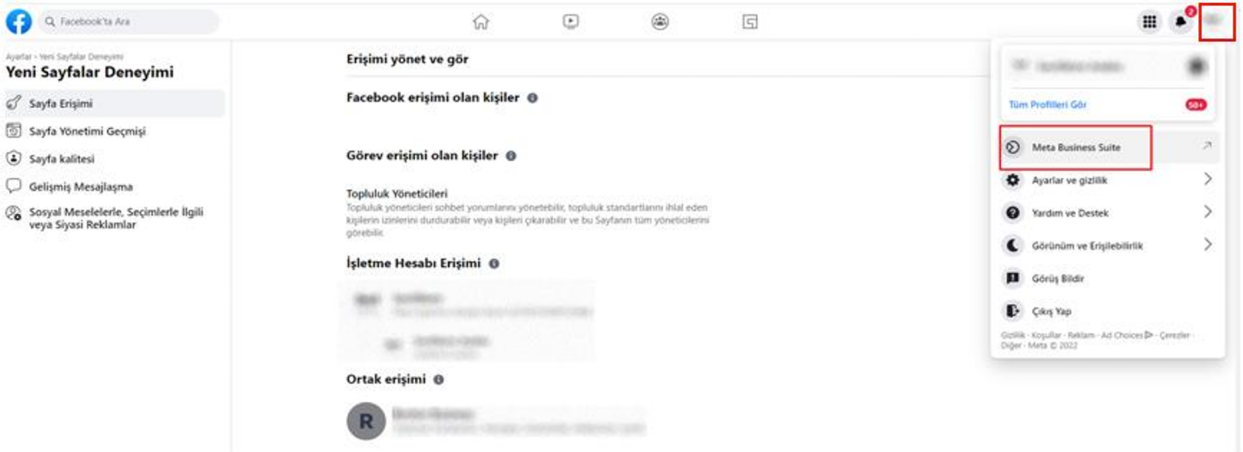 Facebook'ta Ara
2
Ayarlar › Yeni Sayfalar Deneyimi
Yeni Sayfalar Deneyimi
Sayfa Erişimi
Sayfa Yönetimi Geçmişi
Sayfa kalitesi
Gelişmiş Mesajlaşma
Sosyal Meselelerle, Seçimlerle İlgili
veya Siyasi Reklamlar
Erişimi yönet ve gör
Facebook erişimi olan kişiler
Görev erişimi olan kişiler
Topluluk Yöneticileri
Topluluk yöneticileri sohbet yorumlarını yönetebilir, topluluk standartlarını ihlal eden
kişilerin izinlerini durdurabilir veya kişileri çıkarabilir ve bu Sayfanın tüm yöneticilerini
görebilir.
İşletme Hesabı Erişimi
Ortak erişimi
R
Tüm Profilleri Gör
50+
Meta Business Suite
Ayarlar ve gizlilik
Yardım ve Destek
Görünüm ve Erişilebilirlik
Görüş Bildir
Çıkış Yap
Gizlilik · Koşullar · Reklam · Ad Choices · Çerezler ·
Diğer · Meta © 2022